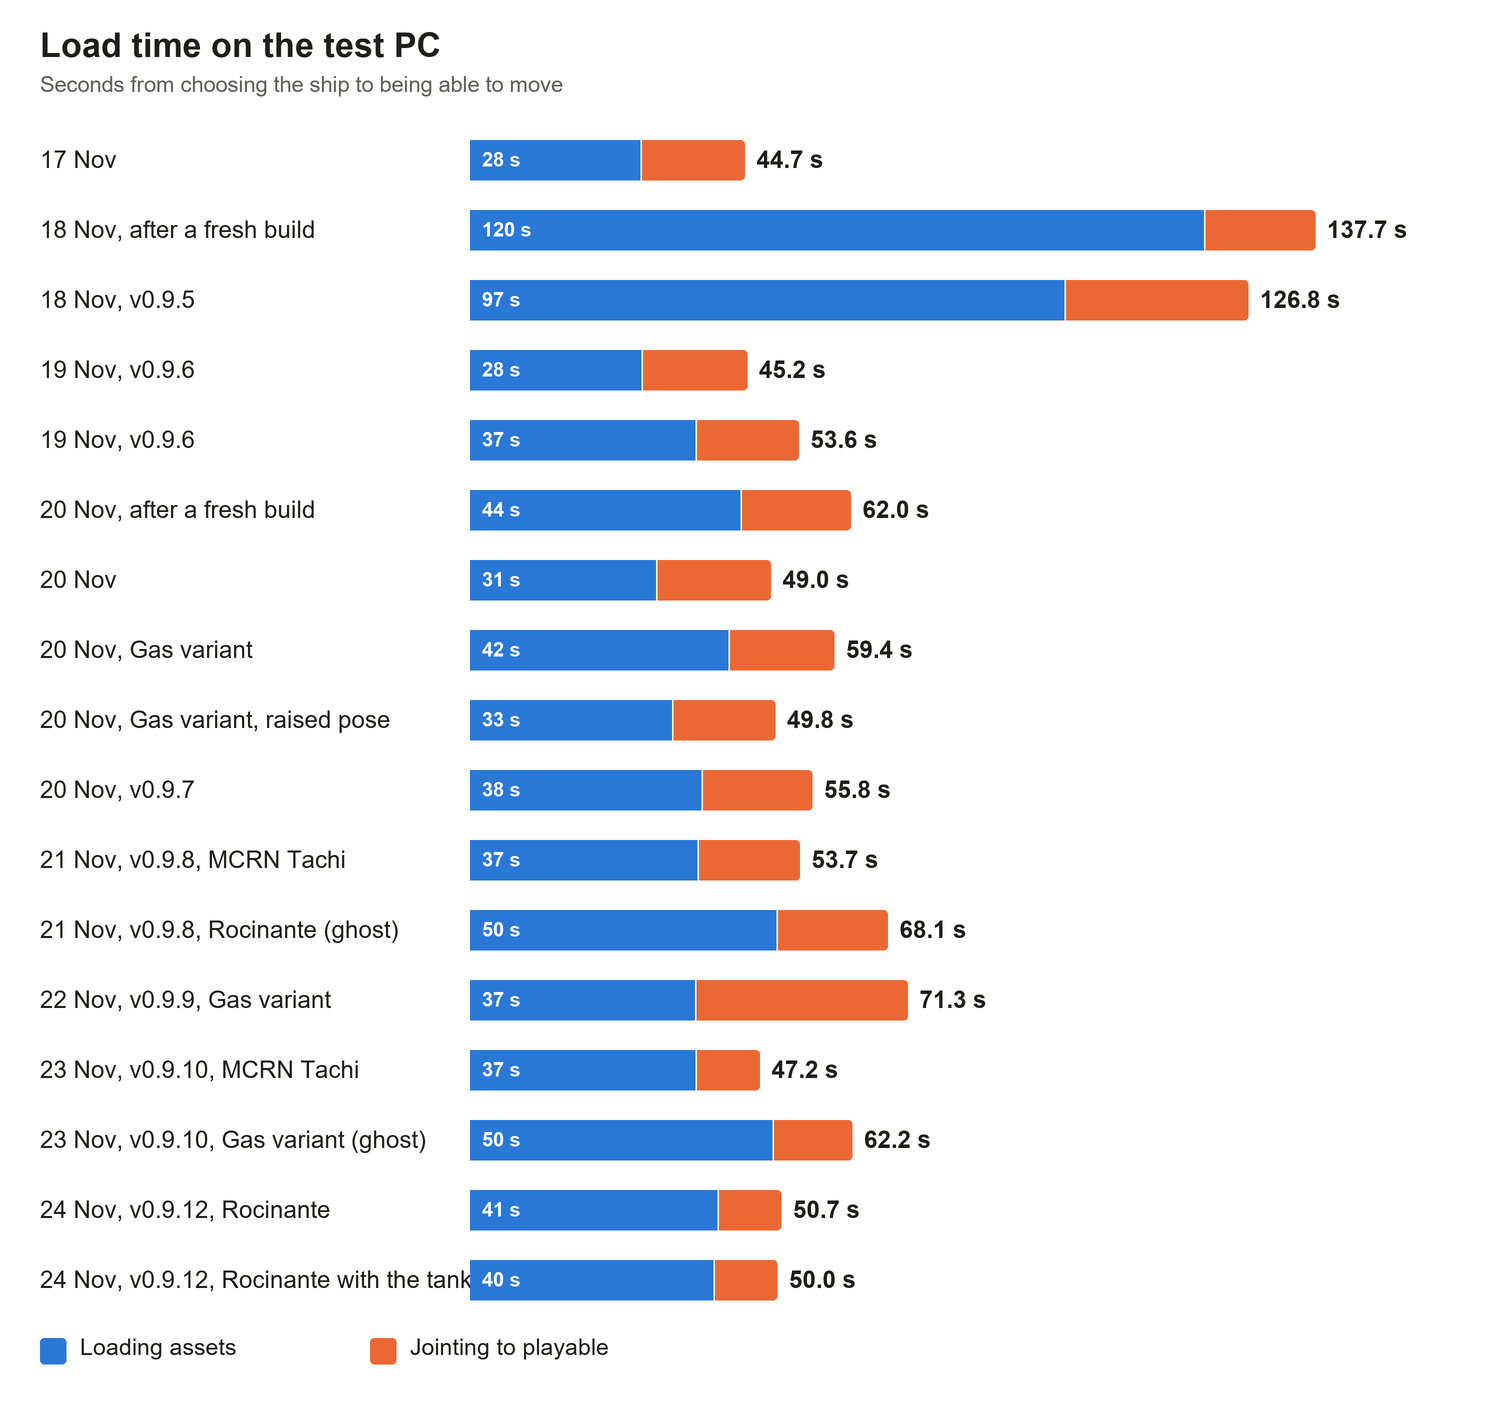 Load time on the test PC
Seconds from choosing the ship to being able to move
17 Nov 28 s 44.7 s
18 Nov, after a fresh build 120 s 137.7 s
18 Nov, v0.9.5 97 s 126.8 s
19 Nov, v0.9.6 28 s 45.2 s
19 Nov, v0.9.6 37 s 53.6 s
20 Nov, after a fresh build 44 s 62.0 s
20 Nov 31 s 49.0 s
20 Nov, Gas variant 42 s 59.4 s
20 Nov, Gas variant, raised pose 33 s 49.8 s
20 Nov, v0.9.7 38 s 55.8 s
21 Nov, v0.9.8, MCRN Tachi 37 s 53.7 s
21 Nov, v0.9.8, Rocinante (ghost) 50 s 68.1 s
22 Nov, v0.9.9, Gas variant 37 s 71.3 s
23 Nov, v0.9.10, MCRN Tachi 37 s 47.2 s
23 Nov, v0.9.10, Gas variant (ghost) 50 s 62.2 s
24 Nov, v0.9.12, Rocinante 41 s 50.7 s
24 Nov, v0.9.12, Rocinante with the tank 40 s 50.0 s
Loading assets Jointing to playable